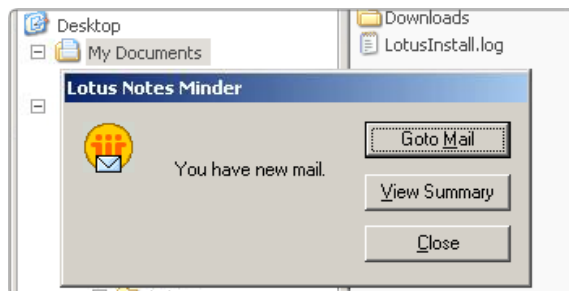 Desktop
Downloads
My Documents
LotusInstall.log
Lotus Notes Minder
You have new mail.
Goto Mail
View Summary
Close